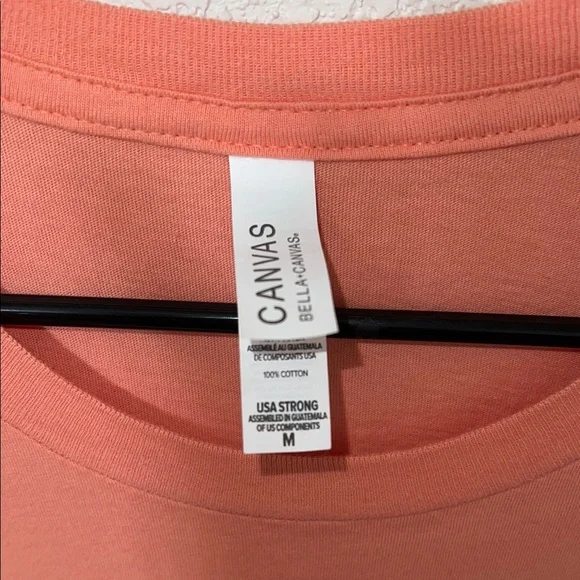 CANVAS
BELLA+CANVAS®
ASSEMBLÉ AU GUATEMALA
DE COMPOSANTS USA
100% COTTON
USA STRONG
ASSEMBLED IN GUATEMALA
OF US COMPONENTS
M